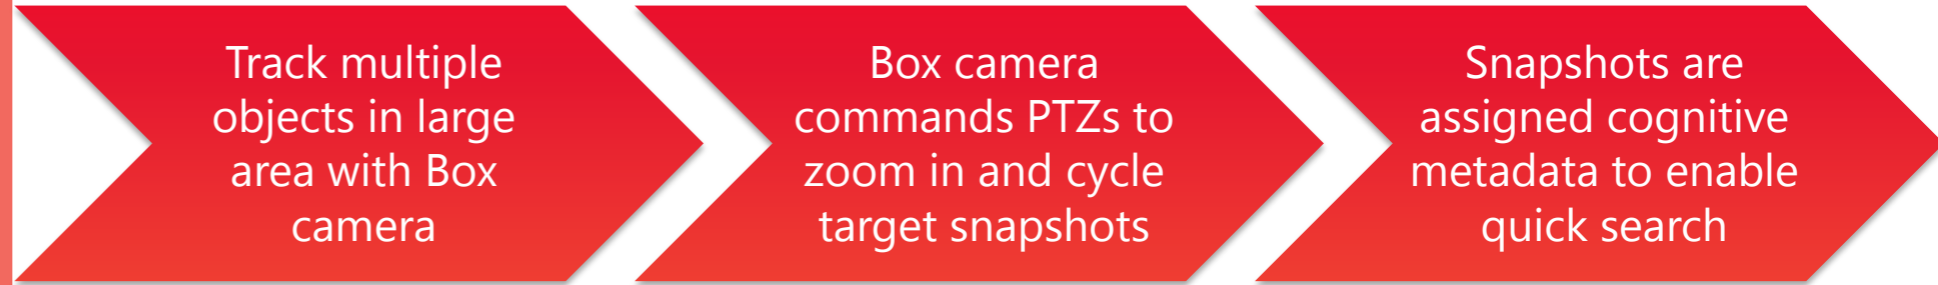 Track multiple
objects in large
area with Box
camera
Box camera
commands PTZs to
zoom in and cycle
target snapshots
Snapshots are
assigned cognitive
metadata to enable
quick search